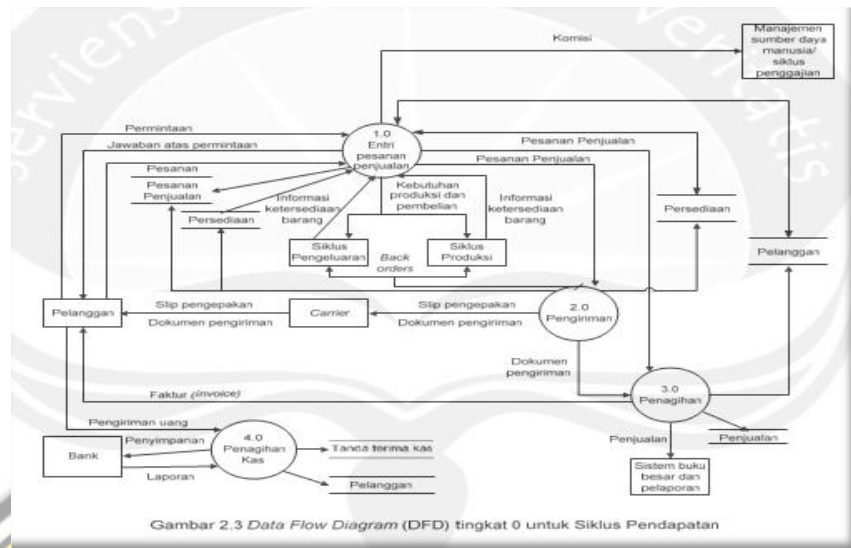 Komisi
Manajemen
sumber daya
manusia/
siklus
penggajian
Permintaan
Jawaban atas permintaan
Pesanan
Pesanan
Penjualan
Persediaan
1.0
Entri
pesanan
penjualan
Pesanan Penjualan
Pesanan Penjualan
Informasi
ketersediaan
barang
Kebutuhan
produksi dan
pembelian
Informasi
ketersediaan
barang
Persediaan
Pelanggan
Siklus
Pengeluaran
Back
orders
Siklus
Produksi
Pelanggan
Slip pengepakan
Dokumen pengiriman
Carrier
Slip pengepakan
Dokumen pengiriman
2.0
Pengiriman
Dokumen
pengiriman
Faktur (invoice)
3.0
Penagihan
Pengiriman uang
Bank
Penyimpanan
Laporan
4.0
Penagihan
Kas
Tanda terima kas
Pelanggan
Penjualan
Penjualan
Sistem buku
besar dan
pelaporan
Gambar 2.3 Data Flow Diagram (DFD) tingkat 0 untuk Siklus Pendapatan